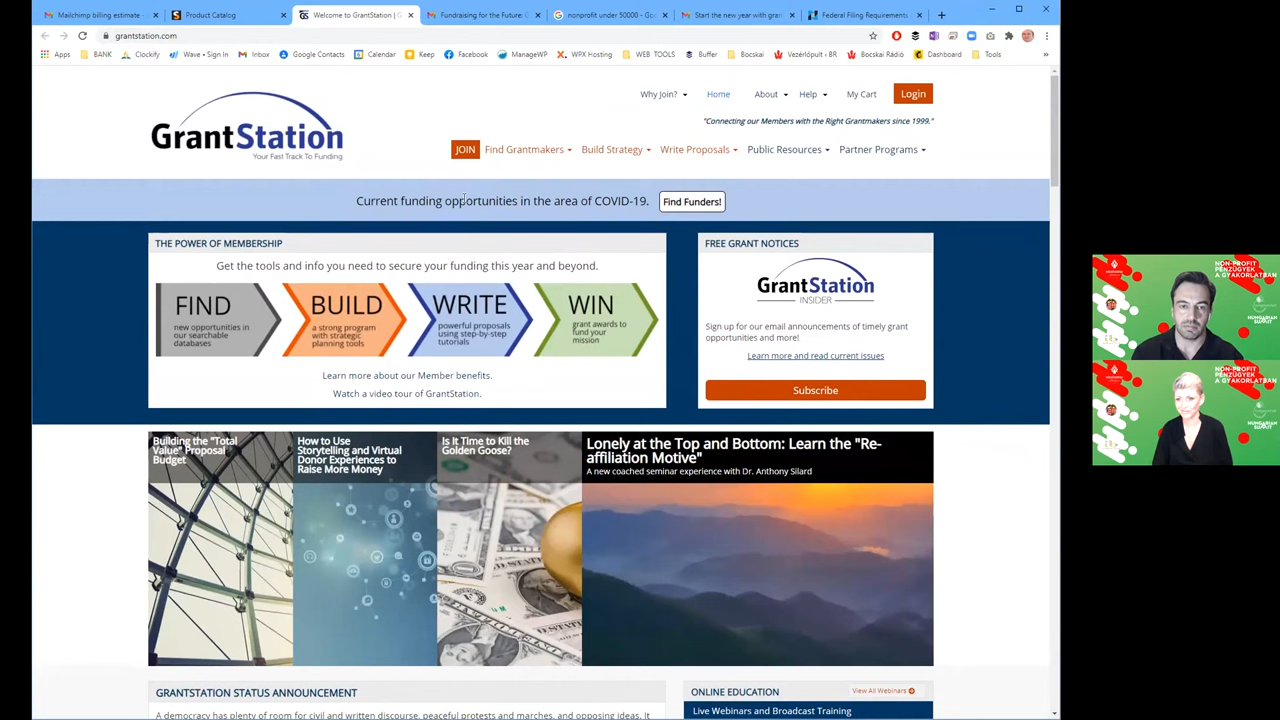 Mailchimp billing estimate -
Product Catalog
Welcome to GrantStation | G
Fundraising for the Future:
nonprofit under 50000 - Goo
Start the new year with gran
Federal Filing Requirements
grantstation.com
Apps
BANK
Clockify
Wave • Sign In
Inbox
Google Contacts
Calendar
Keep
Facebook
ManageWP
WPX Hosting
WEB TOOLS
Buffer
Bocskai
Vezérlőpult ‹ BR
Bocskai Rádió
Dashboard
Tools
»
GrantStation
Your Fast Track To Funding
Why Join?
Home
About
Help
My Cart
Login
"Connecting our Members with the Right Grantmakers since 1999."
JOIN
Find Grantmakers
Build Strategy
Write Proposals
Public Resources
Partner Programs
Current funding opportunities in the area of COVID-19.
Find Funders!
THE POWER OF MEMBERSHIP
Get the tools and info you need to secure your funding this year and beyond.
FIND
new opportunities in
our searchable
databases
BUILD
a strong program
with strategic
planning tools
WRITE
powerful proposals
using step-by-step
tutorials
WIN
grant awards to
fund your
mission
Learn more about our Member benefits.
Watch a video tour of GrantStation.
FREE GRANT NOTICES
GrantStation
INSIDER
Sign up for our email announcements of timely grant
opportunities and more!
Learn more and read current issues
Subscribe
Building the "Total
Value" Proposal
Budget
How to Use
Storytelling and Virtual
Donor Experiences to
Raise More Money
Is It Time to Kill the
Golden Goose?
Lonely at the Top and Bottom: Learn the "Re-
affiliation Motive"
A new coached seminar experience with Dr. Anthony Silard
GRANTSTATION STATUS ANNOUNCEMENT
A democracy has plenty of room for civil and written discourse, peaceful protests and marches, and opposing ideas. It
ONLINE EDUCATION
View All Webinars
Live Webinars and Broadcast Training
NON-PROFIT
PÉNZÜGYEK
A GYAKORLATBAN
HUNGARIAN
SUMMIT
NON-PROFIT
PÉNZÜGYEK
A GYAKORLATBAN
HUNGARIAN
SUMMIT